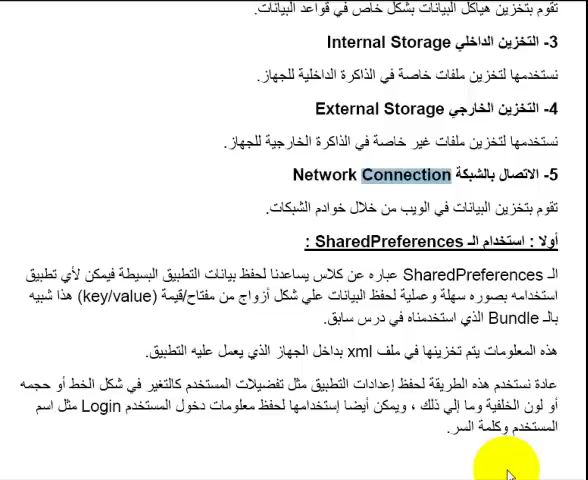 تقوم بتخزين هياكل البيانات بشكل خاص في قواعد البيانات.
3- التخزين الداخلي Internal Storage
نستخدمها لتخزين ملفات خاصة في الذاكرة الداخلية للجهاز.
4- التخزين الخارجي External Storage
نستخدمها لتخزين ملفات غير خاصة في الذاكرة الخارجية للجهاز.
5- الاتصال بالشبكة Network Connection
تقوم بتخزين البيانات في الويب من خلال خوادم الشبكات.
أولا : استخدام الـ SharedPreferences :
الـ SharedPreferences عباره عن كلاس يساعدنا لحفظ بيانات التطبيق البسيطة فيمكن لأي تطبيق
استخدامه بصوره سهلة وعملية لحفظ البيانات علي شكل أزواج من مفتاح/قيمة (key/value) هذا شبيه
بالـ Bundle الذي استخدمناه في درس سابق.
هذه المعلومات يتم تخزينها في ملف xml بداخل الجهاز الذي يعمل عليه التطبيق.
عادة نستخدم هذه الطريقة لحفظ إعدادات التطبيق مثل تفضيلات المستخدم كالتغير في شكل الخط أو حجمه
أو لون الخلفية وما إلي ذلك ، ويمكن أيضا إستخدامها لحفظ معلومات دخول المستخدم Login مثل اسم
المستخدم وكلمة السر.